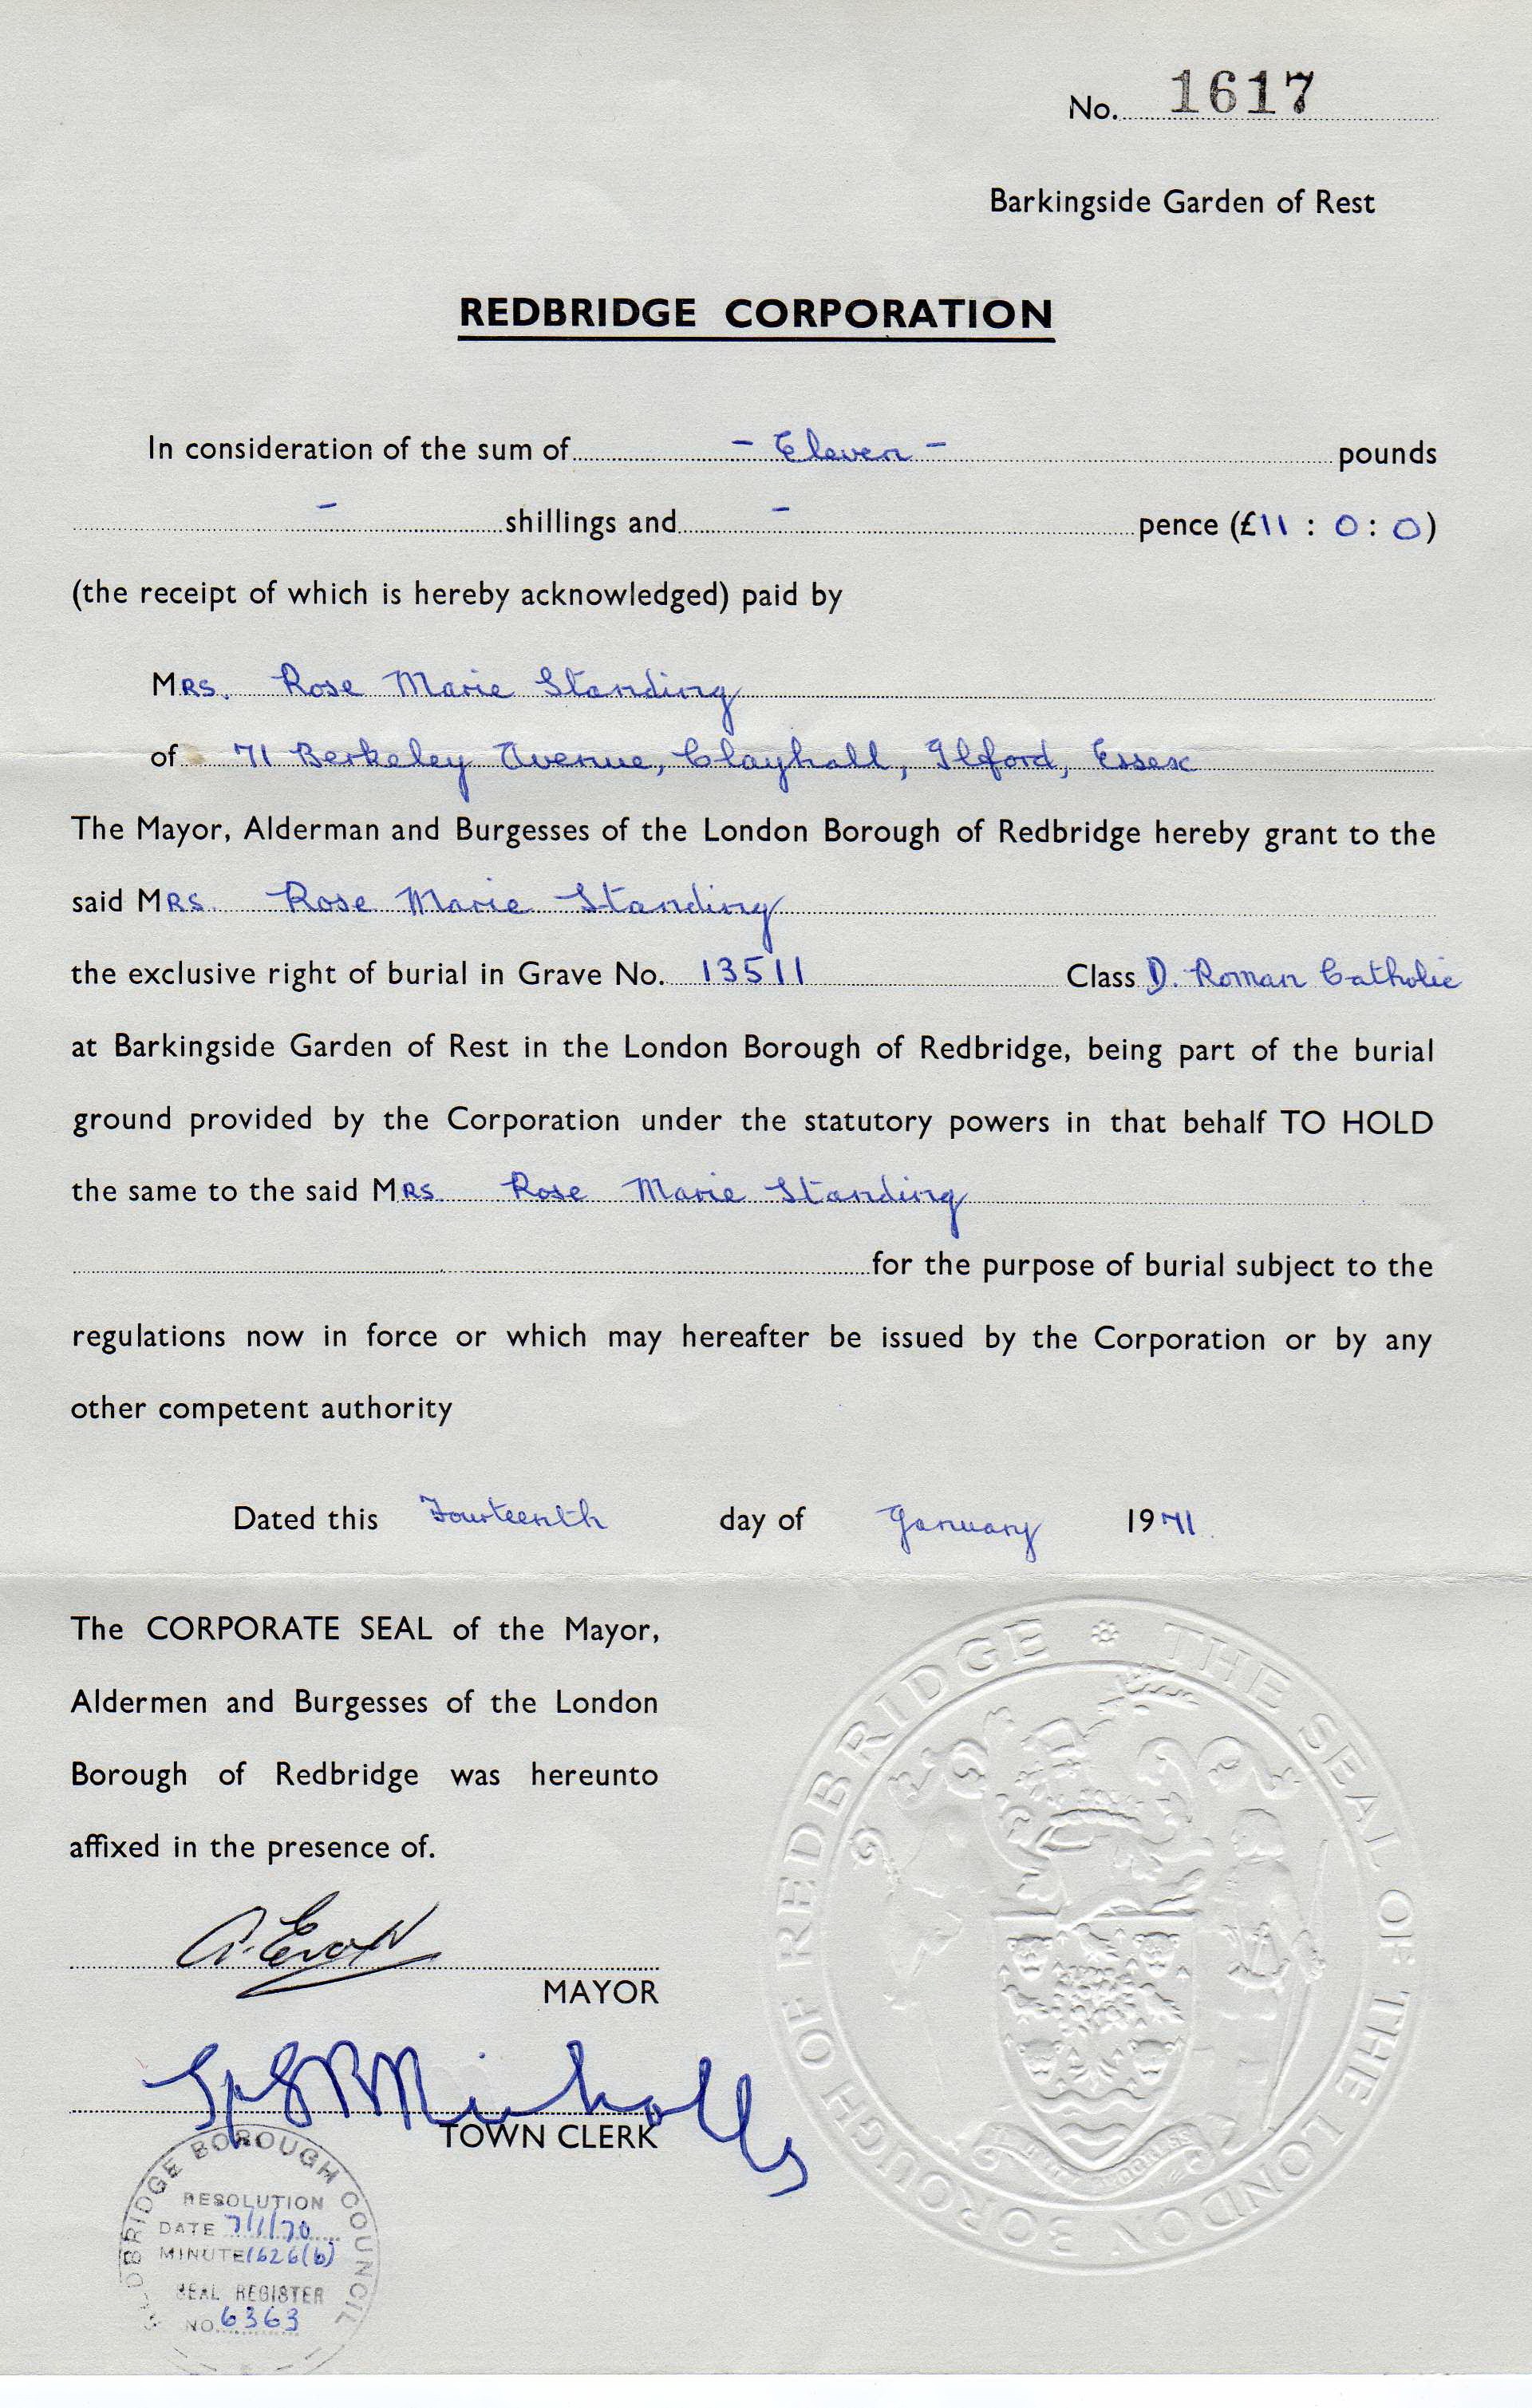 No. 1617
Barkingside Garden of Rest
REDBRIDGE CORPORATION
In consideration of the sum of - Eleven - pounds
- shillings and - pence (£11 : 0 : 0)
(the receipt of which is hereby acknowledged) paid by
MRS. Rose Marie Standing
of 71 Berkeley Avenue, Clayhall, Ilford, Essex
The Mayor, Alderman and Burgesses of the London Borough of Redbridge hereby grant to the
said MRS. Rose Marie Standing
the exclusive right of burial in Grave No. 13511 Class D. Roman Catholic
at Barkingside Garden of Rest in the London Borough of Redbridge, being part of the burial
ground provided by the Corporation under the statutory powers in that behalf TO HOLD
the same to the said MRS Rose Marie Standing
for the purpose of burial subject to the
regulations now in force or which may hereafter be issued by the Corporation or by any
other competent authority
Dated this Fourteenth day of January 1971.
The CORPORATE SEAL of the Mayor,
Aldermen and Burgesses of the London
Borough of Redbridge was hereunto
affixed in the presence of.
MAYOR
TOWN CLERK
THE SEAL OF THE LONDON BOROUGH OF REDBRIDGE
REDBRIDGE BOROUGH COUNCIL
RESOLUTION
DATE 7/1/70
MINUTE 1626(b)
SEAL REGISTER
NO. 6363